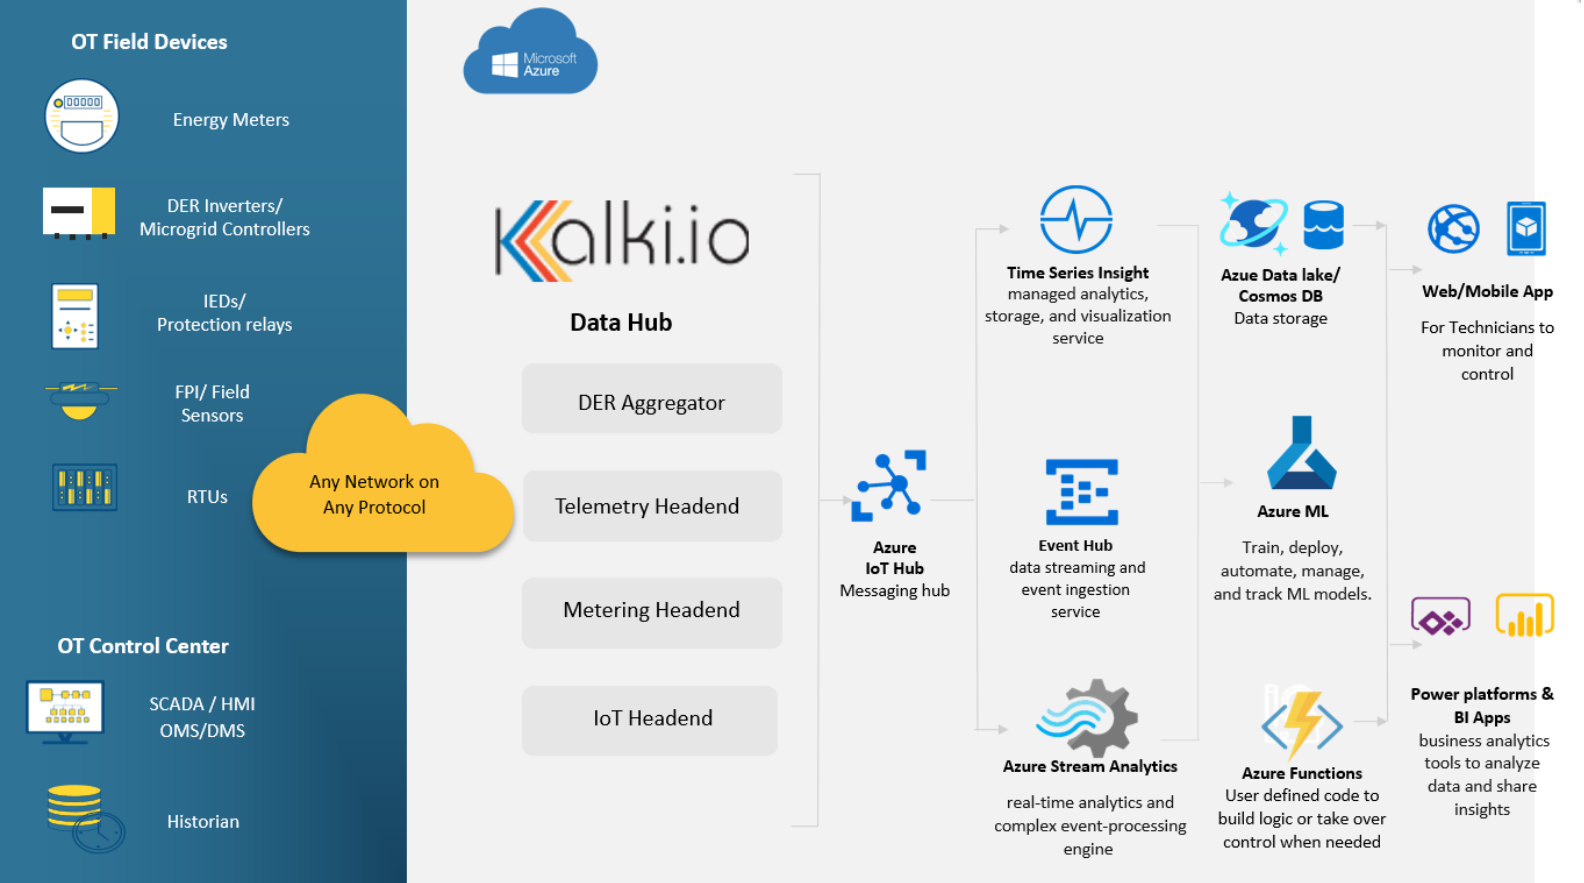 OT Field Devices
Energy Meters
DER Inverters/
Microgrid Controllers
IEDs/
Protection relays
FPI/ Field
Sensors
RTUs
Any Network on
Any Protocol
OT Control Center
SCADA / HMI
OMS/DMS
Historian
Microsoft
Azure
Kalki.io
Data Hub
DER Aggregator
Telemetry Headend
Metering Headend
IoT Headend
Azure
IoT Hub
Messaging hub
Time Series Insight
managed analytics,
storage, and visualization
service
Event Hub
data streaming and
event ingestion
service
Azure Stream Analytics
real-time analytics and
complex event-processing
engine
Azue Data lake/
Cosmos DB
Data storage
Azure ML
Train, deploy,
automate, manage,
and track ML models.
Azure Functions
User defined code to
build logic or take over
control when needed
Web/Mobile App
For Technicians to
monitor and
control
Power platforms &
BI Apps
business analytics
tools to analyze
data and share
insights